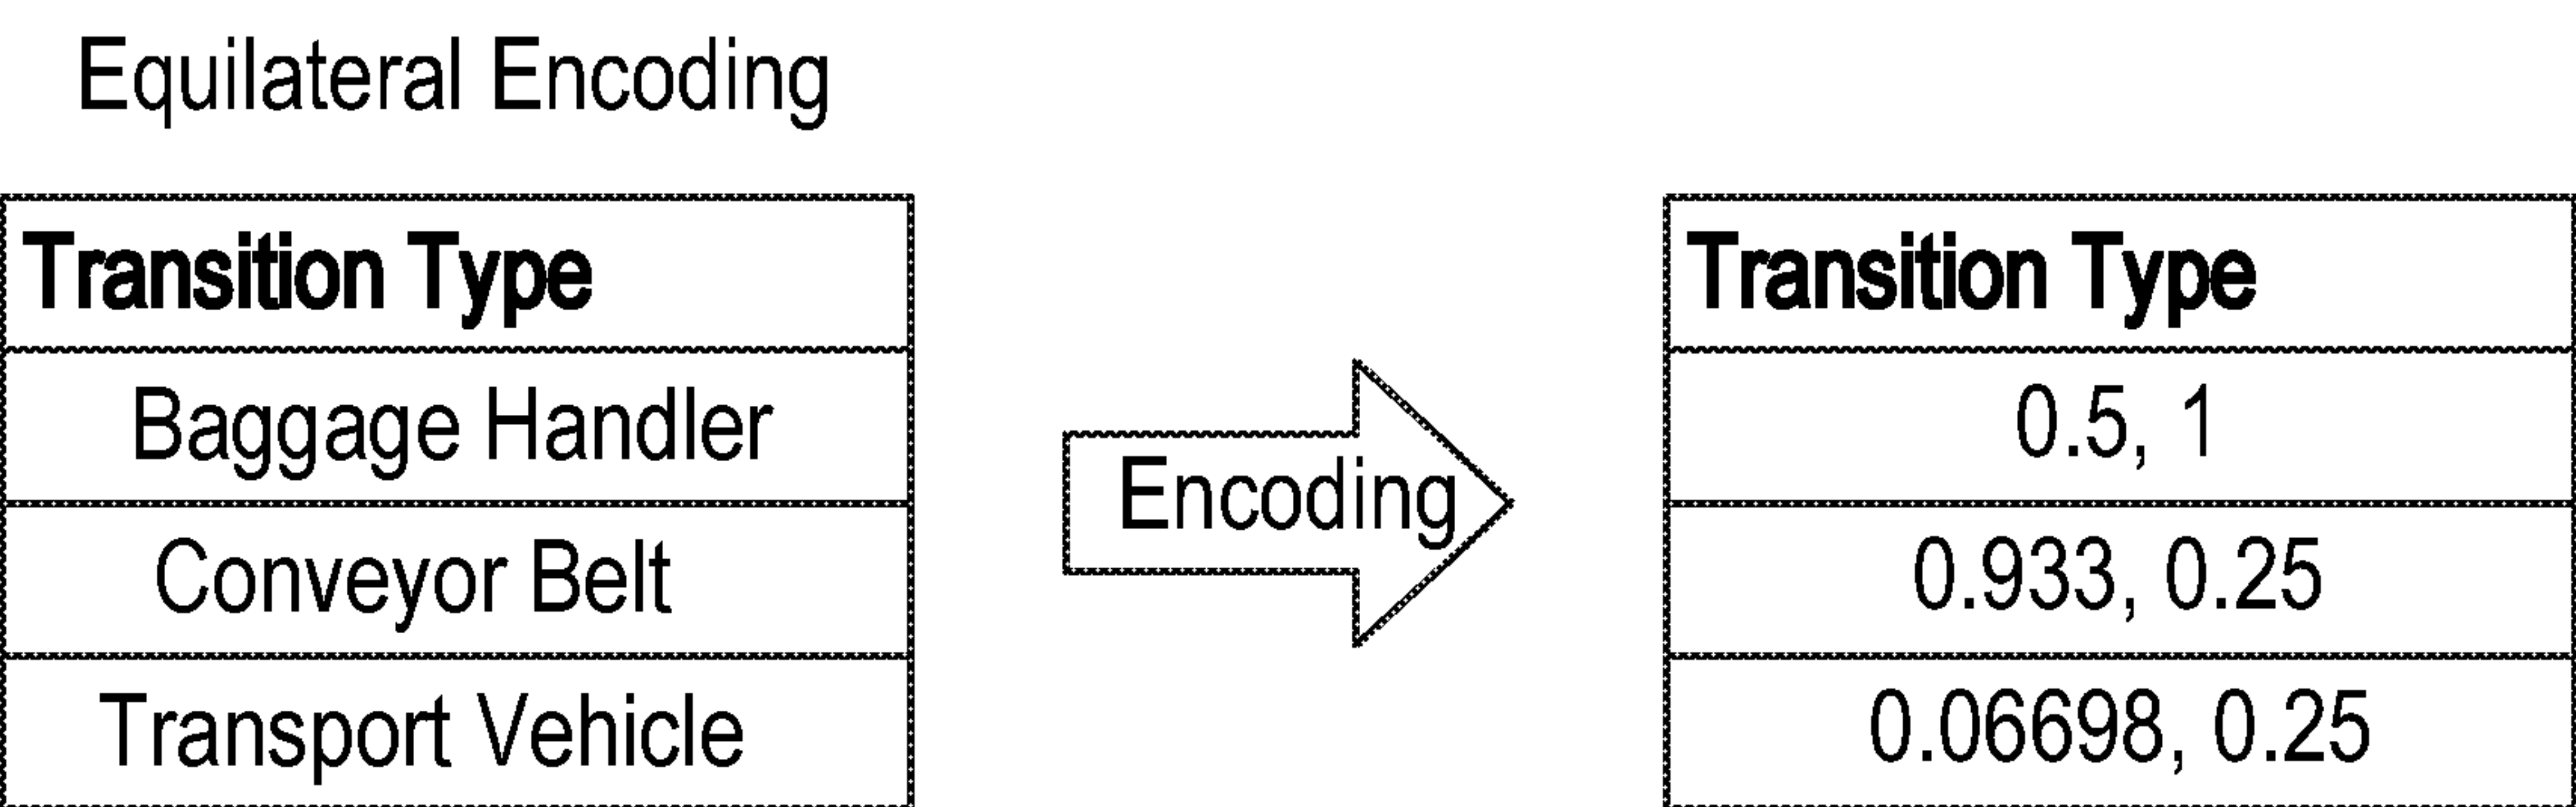 Equilateral Encoding
Transition Type
Baggage Handler
Conveyor Belt
Transport Vehicle
Encoding
Transition Type
0.5, 1
0.933, 0.25
0.06698, 0.25